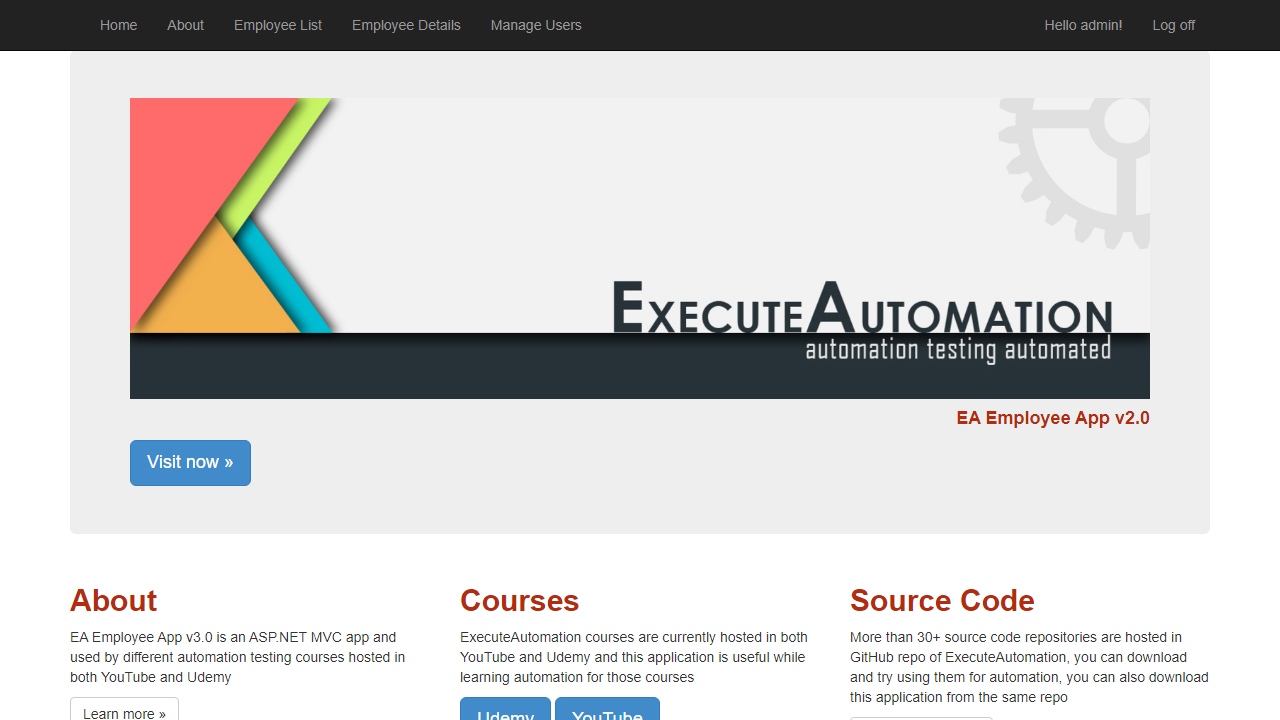 Home About Employee List Employee Details Manage Users Hello admin! Log off
EXECUTEAUTOMATION
automation testing automated
EA Employee App v2.0
Visit now »
About
EA Employee App v3.0 is an ASP.NET MVC app and
used by different automation testing courses hosted in
both YouTube and Udemy
Learn more »
Courses
ExecuteAutomation courses are currently hosted in both
YouTube and Udemy and this application is useful while
learning automation for those courses
Udemy YouTube
Source Code
More than 30+ source code repositories are hosted in
GitHub repo of ExecuteAutomation, you can download
and try using them for automation, you can also download
this application from the same repo